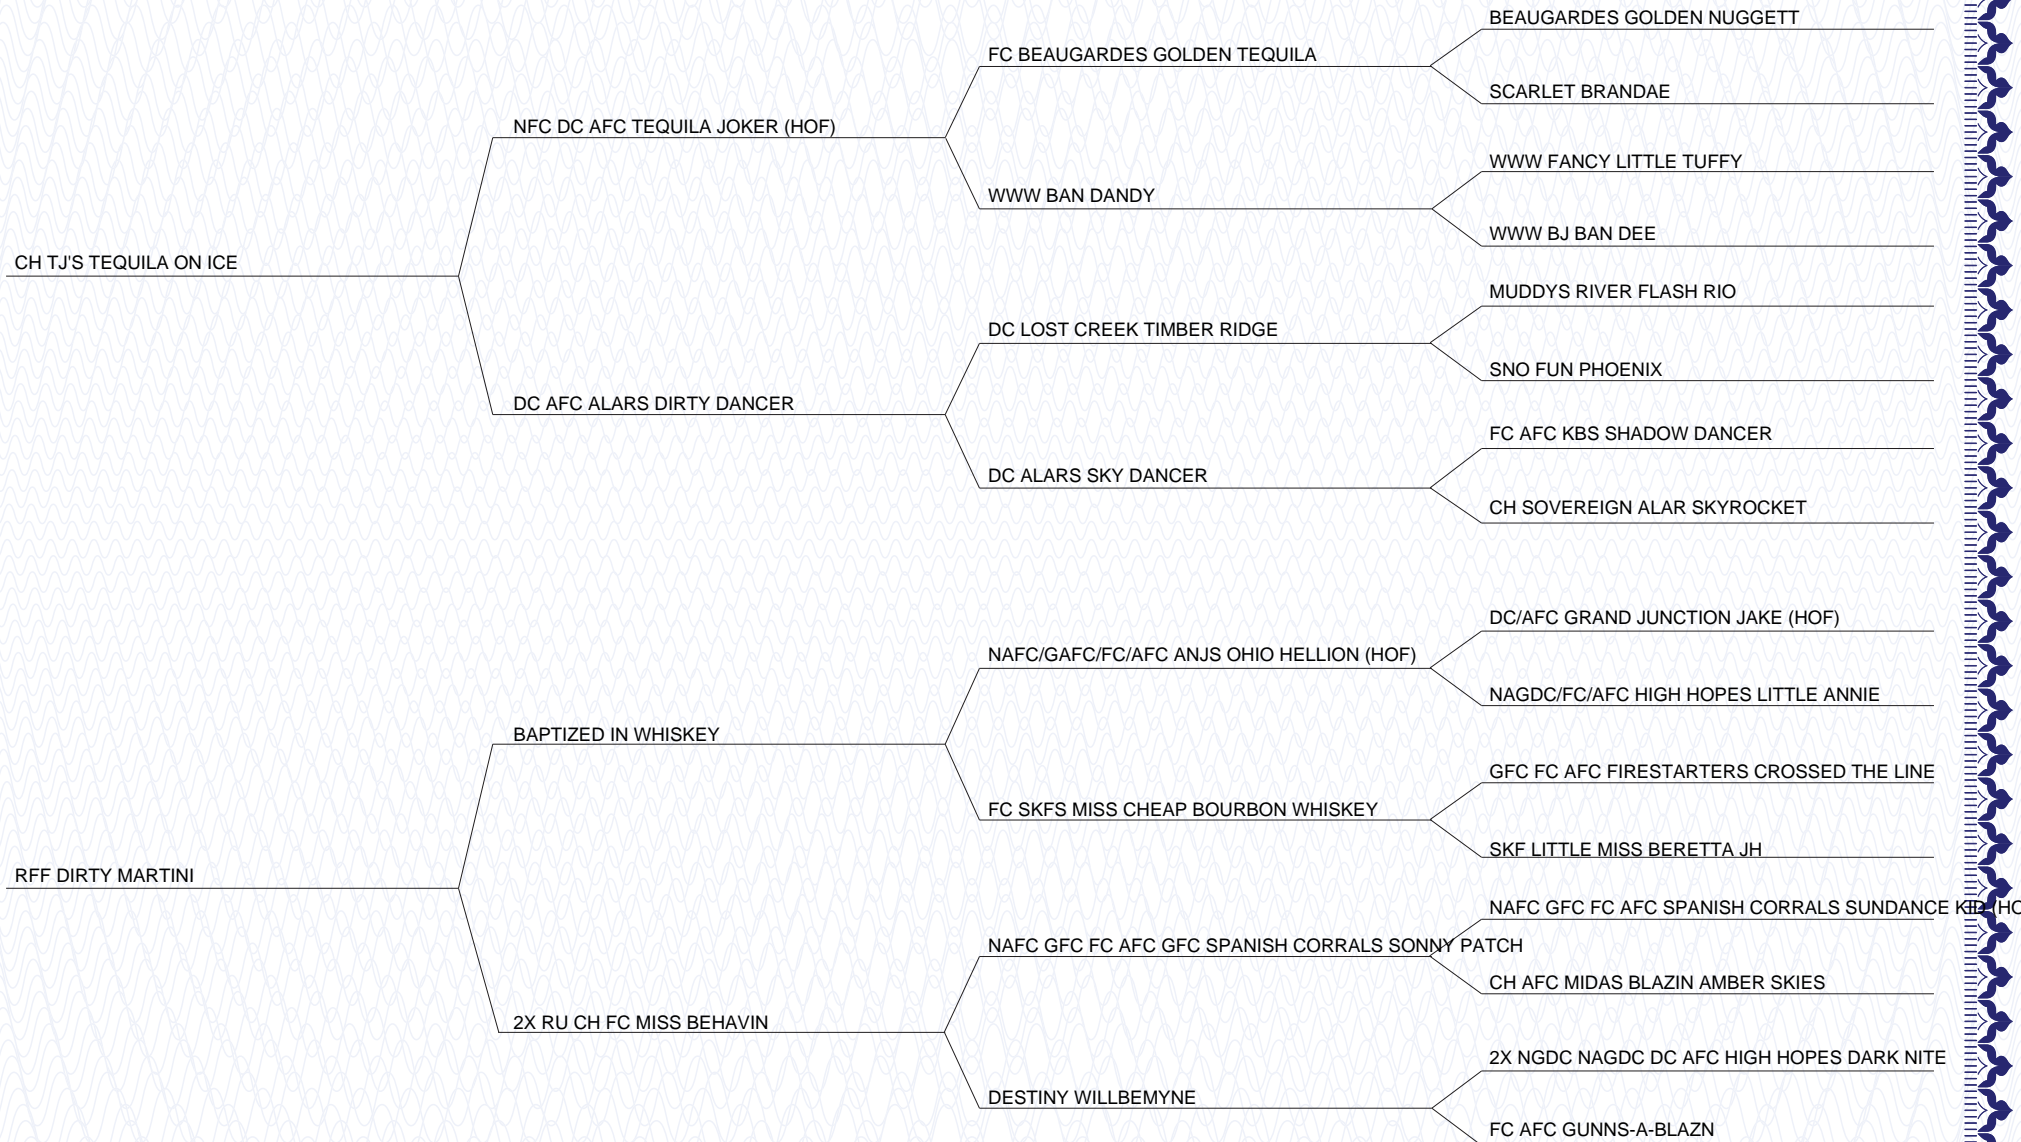 BEAUGARDES GOLDEN NUGGETT
FC BEAUGARDES GOLDEN TEQUILA
SCARLET BRANDAE
NFC DC AFC TEQUILA JOKER (HOF)
WWW FANCY LITTLE TUFFY
WWW BAN DANDY
WWW BJ BAN DEE
CH TJ'S TEQUILA ON ICE
MUDDYS RIVER FLASH RIO
DC LOST CREEK TIMBER RIDGE
SNO FUN PHOENIX
DC AFC ALARS DIRTY DANCER
FC AFC KBS SHADOW DANCER
DC ALARS SKY DANCER
CH SOVEREIGN ALAR SKYROCKET
DC/AFC GRAND JUNCTION JAKE (HOF)
NAFC/GAFC/FC/AFC ANJS OHIO HELLION (HOF)
NAGDC/FC/AFC HIGH HOPES LITTLE ANNIE
BAPTIZED IN WHISKEY
GFC FC AFC FIRESTARTERS CROSSED THE LINE
FC SKFS MISS CHEAP BOURBON WHISKEY
SKF LITTLE MISS BERETTA JH
RFF DIRTY MARTINI
NAFC GFC FC AFC SPANISH CORRALS SUNDANCE KID
NAFC GFC FC AFC GFC SPANISH CORRALS SONNY PATCH
CH AFC MIDAS BLAZIN AMBER SKIES
2X RU CH FC MISS BEHAVIN
2X NGDC NAGDC DC AFC HIGH HOPES DARK NITE
DESTINY WILLBEMYNE
FC AFC GUNNS-A-BLAZN